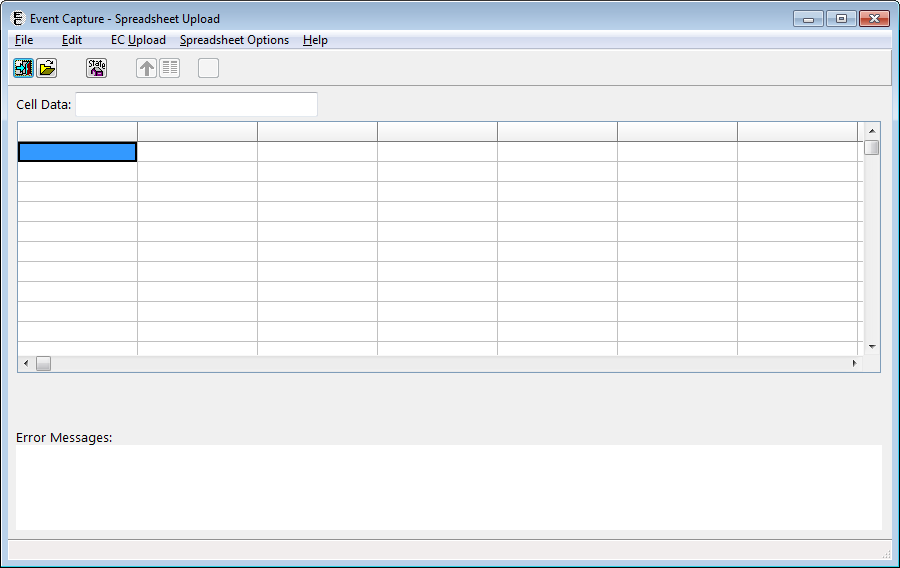 Event Capture - Spreadsheet Upload
File Edit EC Upload Spreadsheet Options Help
State
Cell Data:
Error Messages: